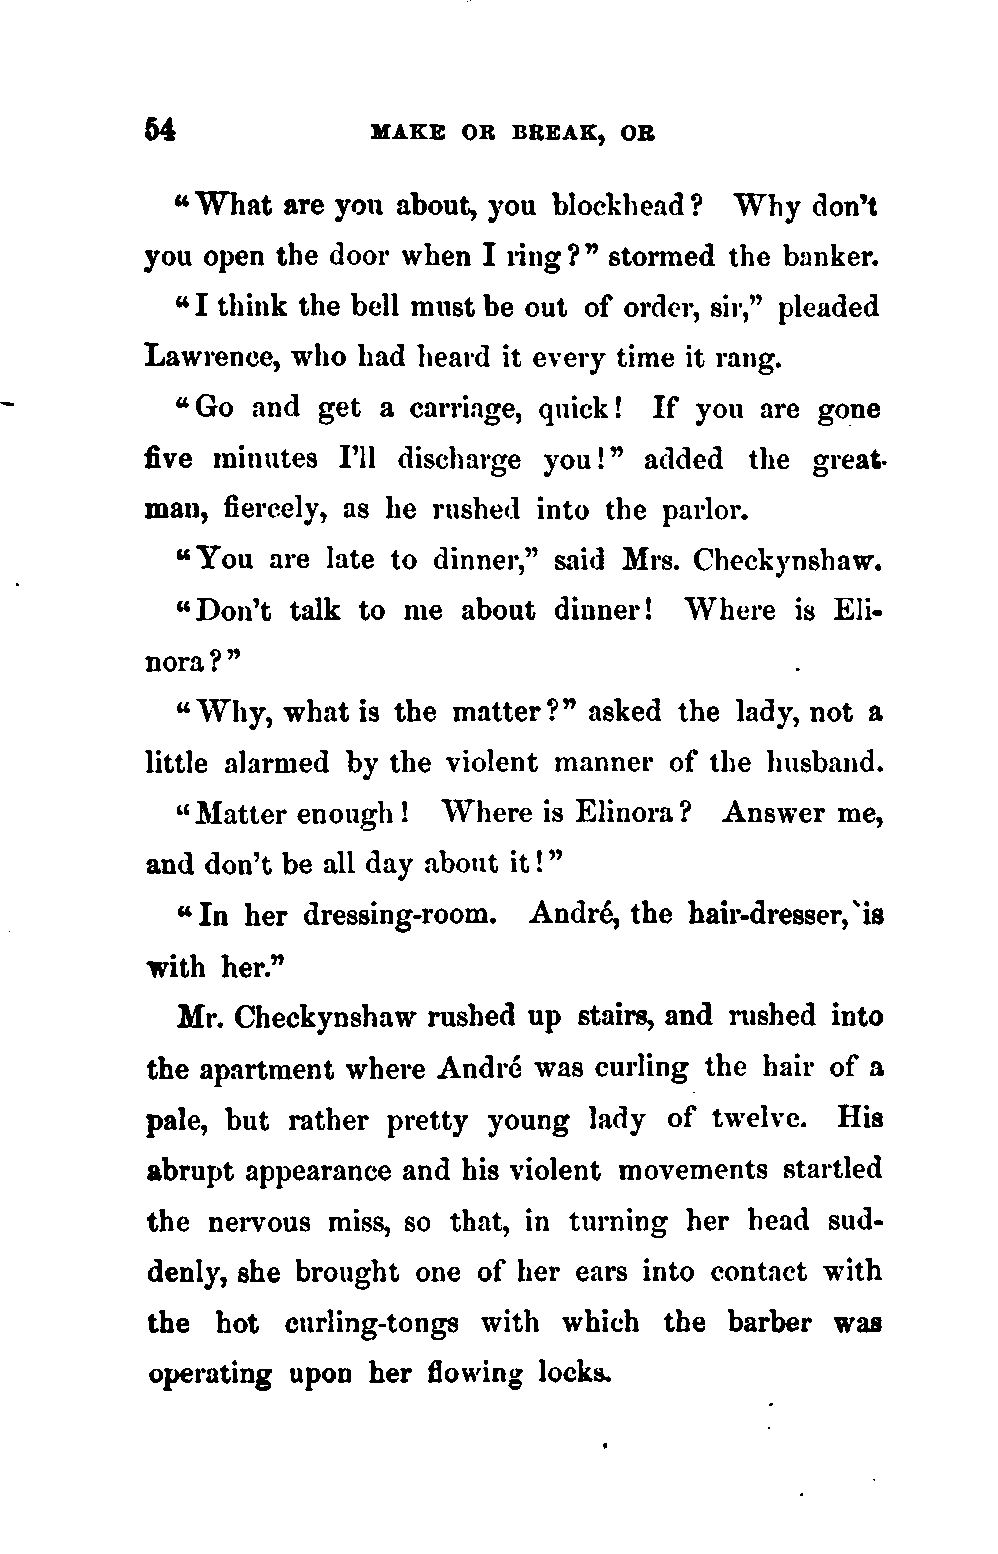 54 MAKE OR BREAK, OR
"What are you about, you blockhead? Why don't
you open the door when I ring?" stormed the banker.
"I think the bell must be out of order, sir," pleaded
Lawrence, who had heard it every time it rang.
"Go and get a carriage, quick! If you are gone
five minutes I'll discharge you!" added the great
man, fiercely, as he rushed into the parlor.
"You are late to dinner," said Mrs. Checkynshaw.
"Don't talk to me about dinner! Where is Eli-
nora?"
"Why, what is the matter?" asked the lady, not a
little alarmed by the violent manner of the husband.
"Matter enough! Where is Elinora? Answer me,
and don't be all day about it!"
"In her dressing-room. André, the hair-dresser, is
with her."
Mr. Checkynshaw rushed up stairs, and rushed into
the apartment where André was curling the hair of a
pale, but rather pretty young lady of twelve. His
abrupt appearance and his violent movements startled
the nervous miss, so that, in turning her head sud-
denly, she brought one of her ears into contact with
the hot curling-tongs with which the barber was
operating upon her flowing locks.